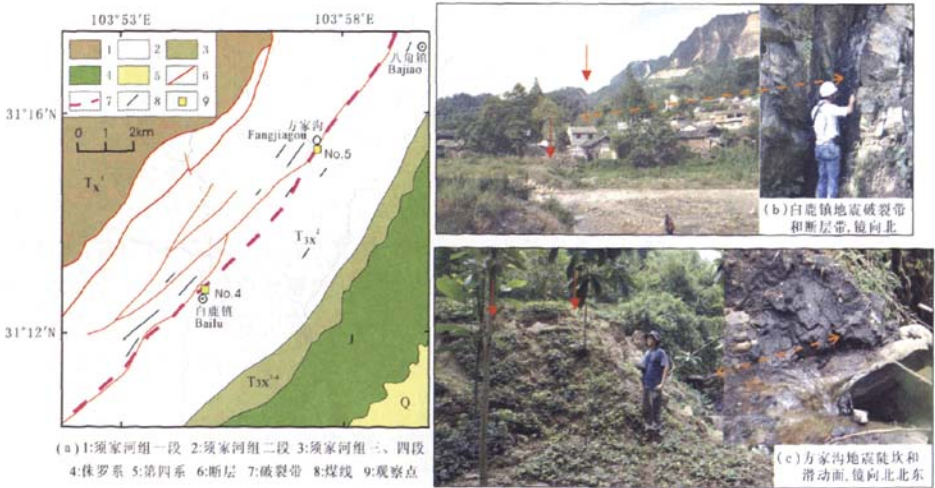 103°53′E
103°58′E
1
2
3
4
5
6
7
8
9
0 1 2km
31°16′
31°12′
八角镇
Bajiao
方家沟
Fangjiagou
No.5
No.4
白鹿镇
Bailu
T₃x²
T₃x³⁻⁴
J
Q
(a) 1:须家河组一段 2:须家河组二段 3:须家河组三、四段
4:侏罗系 5:第四系 6:断层 7:破裂带 8:煤线 9:观察点
(b)白鹿镇地震破裂带
和断层带,镜向北
(c)方家沟地震陡坎和
滑动面,镜向北北东